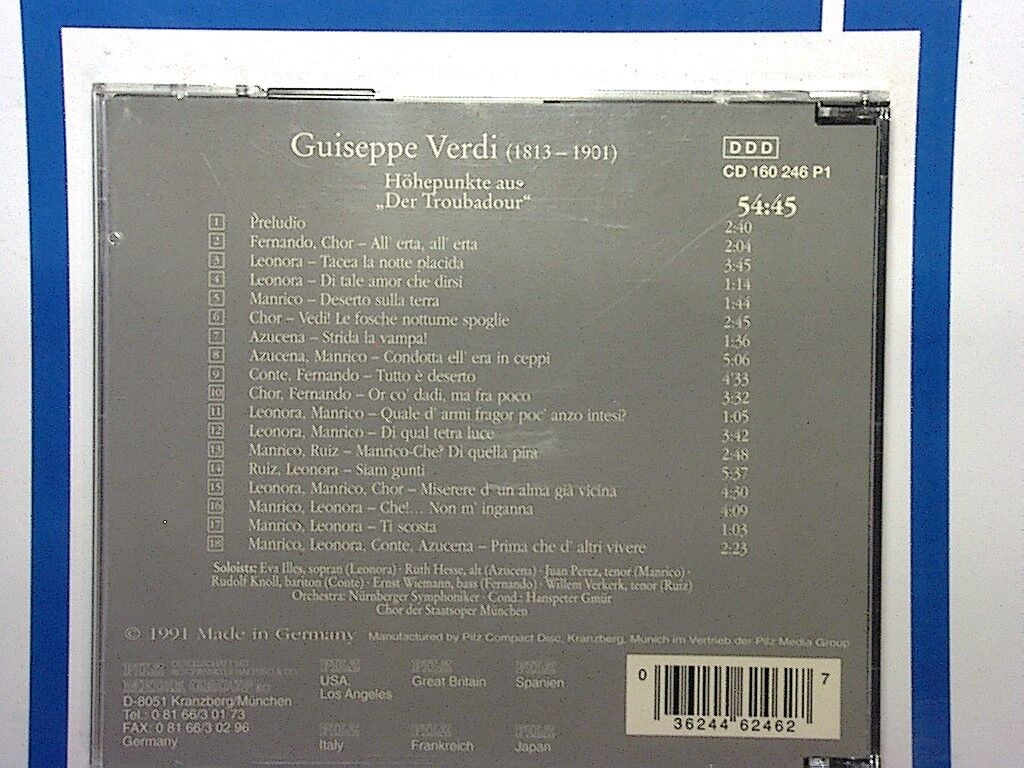 Guiseppe Verdi (1813 – 1901)
DDD
CD 160 246 P1
Höhepunkte aus
„Der Troubadour“
54:45
1 Preludio 2:40
2 Fernando, Chor – All' erta, all' erta 2:04
3 Leonora – Tacea la notte placida 3:45
4 Leonora – Di tale amor che dirsi 1:14
5 Manrico – Deserto sulla terra 1:44
6 Chor – Vedi! Le fosche notturne spoglie 2:45
7 Azucena – Strida la vampa! 1:36
8 Azucena, Manrico – Condotta ell' era in ceppi 5:06
9 Conte, Fernando – Tutto è deserto 4'33
10 Chor, Fernando – Or co' dadi, ma fra poco 3:32
11 Leonora, Manrico – Quale d' armi fragor poc' anzo intesi? 1:05
12 Leonora, Manrico – Di qual tetra luce 3:42
13 Manrico, Ruiz – Manrico-Che? Di quella pira 2:48
14 Ruiz, Leonora – Siam gunti 5:37
15 Leonora, Manrico, Chor – Miserere d' un alma già vicina 4:30
16 Manrico, Leonora – Che!... Non m' inganna 4:09
17 Manrico, Leonora – Ti scosta 1:03
18 Manrico, Leonora, Conte, Azucena – Prima che d' altri vivere 2:23
Soloists: Eva Illes, sopran (Leonora) · Ruth Hesse, alt (Azucena) · Juan Perez, tenor (Manrico) ·
Rudolf Knoll, bariton (Conte) · Ernst Wiemann, bass (Fernando) · Willem Verkerk, tenor (Ruiz)
Orchestra: Nürnberger Symphoniker · Cond.: Hanspeter Gmür
Chor der Staatsoper München
© 1991 Made in Germany Manufactured by Pilz Compact Disc, Kranzberg, Munich im Vertrieb der Pilz Media Group
D-8051 Kranzberg/München
Tel.: 0 81 66/3 01 73
FAX: 0 81 66/3 02 96
Germany
PILZ
USA,
Los Angeles
PILZ
Great Britain
PILZ
Spanien
PILZ
Italy
PILZ
Frankreich
PILZ
Japan
0 36244 62462 7